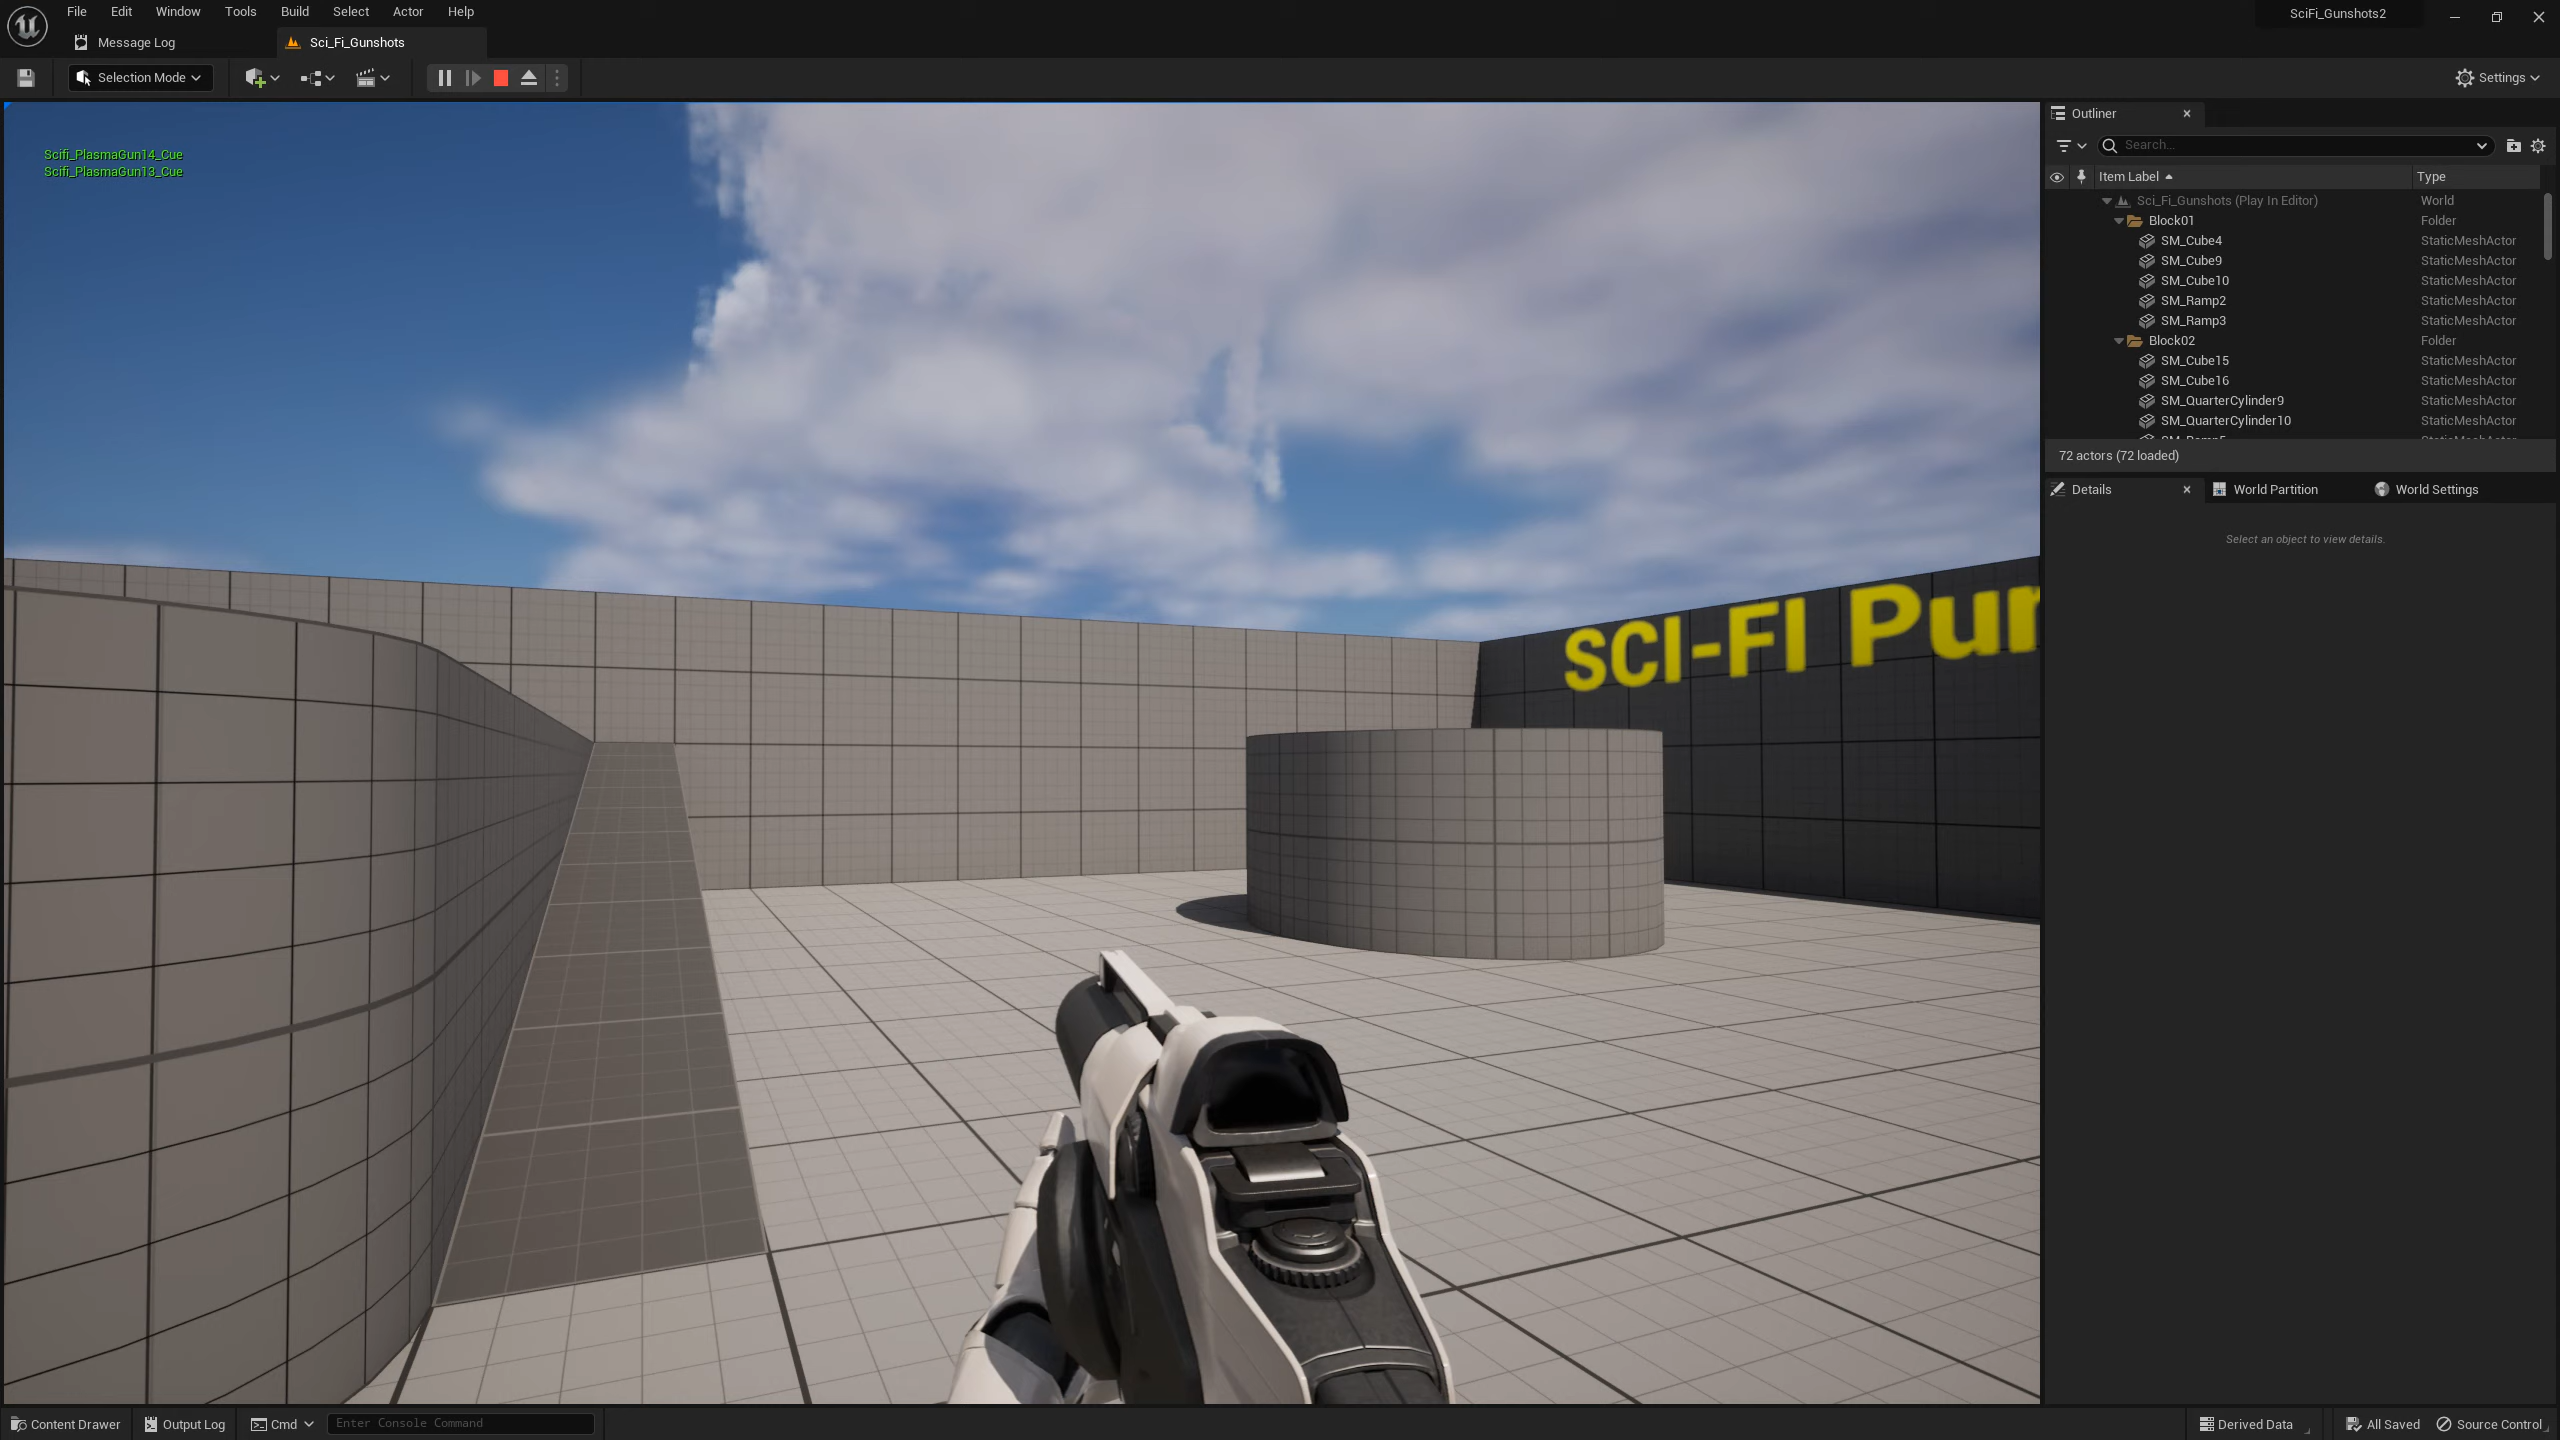 File Edit Window Tools Build Select Actor Help
SciFi_Gunshots2
Message Log
Sci_Fi_Gunshots
Selection Mode
Settings
Scifi_PlasmaGun14_Cue
Scifi_PlasmaGun13_Cue
SCI-FI Pun
Outliner
Search...
Item Label Type
Sci_Fi_Gunshots (Play In Editor) World
Block01 Folder
SM_Cube4 StaticMeshActor
SM_Cube9 StaticMeshActor
SM_Cube10 StaticMeshActor
SM_Ramp2 StaticMeshActor
SM_Ramp3 StaticMeshActor
Block02 Folder
SM_Cube15 StaticMeshActor
SM_Cube16 StaticMeshActor
SM_QuarterCylinder9 StaticMeshActor
SM_QuarterCylinder10 StaticMeshActor
72 actors (72 loaded)
Details World Partition World Settings
Select an object to view details.
Content Drawer Output Log Cmd Enter Console Command
Derived Data All Saved Source Control